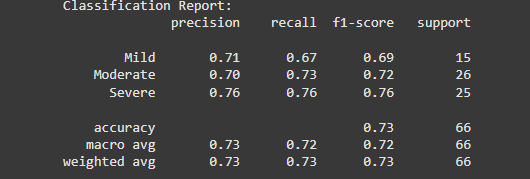 Classification Report:
precision recall f1-score support
Mild 0.71 0.67 0.69 15
Moderate 0.70 0.73 0.72 26
Severe 0.76 0.76 0.76 25
accuracy 0.73 66
macro avg 0.73 0.72 0.72 66
weighted avg 0.73 0.73 0.73 66